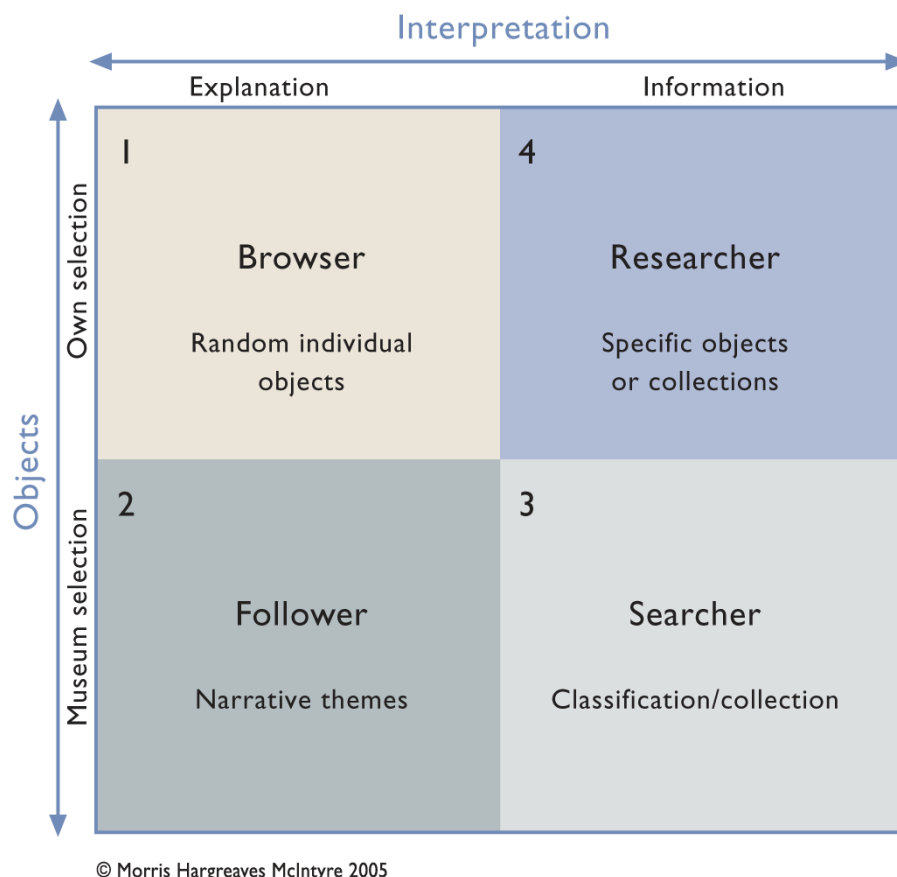 Interpretation
Explanation
Information
Objects
Own selection
Museum selection
1
Browser
Random individual
objects
4
Researcher
Specific objects
or collections
2
Follower
Narrative themes
3
Searcher
Classification/collection
© Morris Hargreaves McIntyre 2005